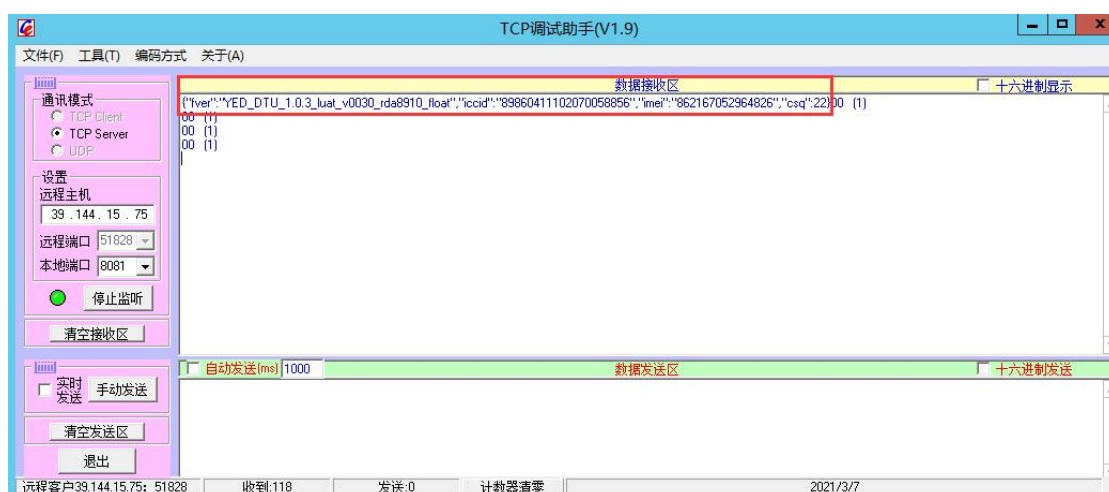 TCP调试助手(V1.9)
文件(F) 工具(T) 编码方式 关于(A)
通讯模式
TCP Client
TCP Server
UDP
设置
远程主机
39 .144 . 15 . 75
远程端口 51828
本地端口 8081
停止监听
清空接收区
数据接收区
十六进制显示
{"fver":"YED_DTU_1.0.3_luat_v0030_rda8910_float","iccid":"89860411102070058856","imei":"862167052964826","csq":22}00 (1)
00 (1)
00 (1)
00 (1)
实时发送
手动发送
清空发送区
退出
自动发送(ms) 1000
数据发送区
十六进制发送
远程客户39.144.15.75: 51828 收到:118 发送:0 计数器清零 2021/3/7